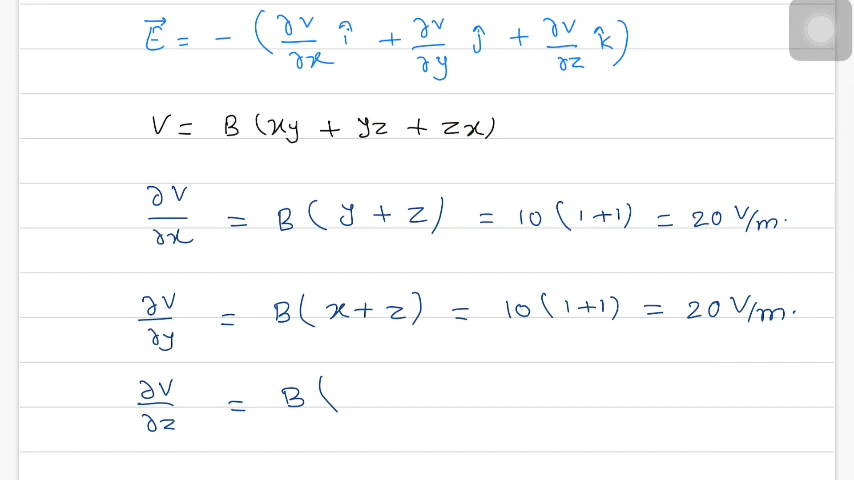 E⃗ = - (∂V/∂x î + ∂V/∂y ĵ + ∂V/∂z k̂)
V = B (xy + yz + zx)
∂V/∂x = B (y + z) = 10 (1+1) = 20 V/m.
∂V/∂y = B (x + z) = 10 (1+1) = 20 V/m.
∂V/∂z = B (